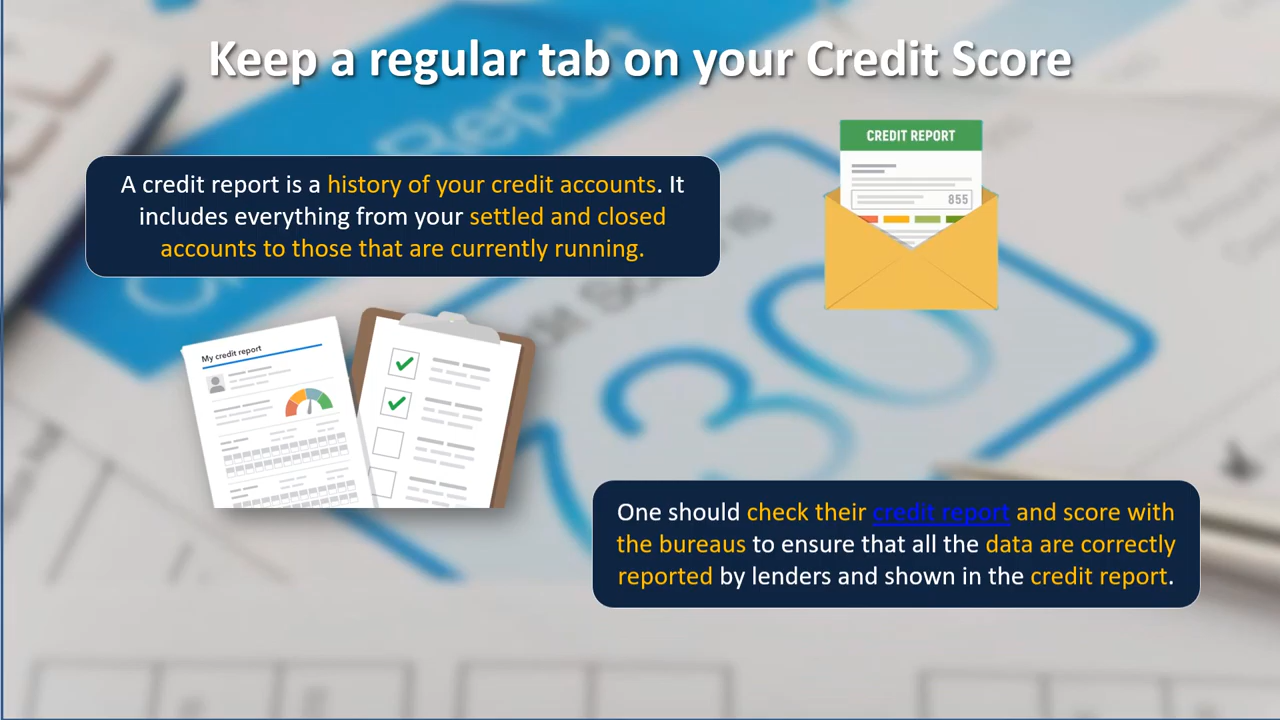 Keep a regular tab on your Credit Score
CREDIT REPORT
855
A credit report is a history of your credit accounts. It
includes everything from your settled and closed
accounts to those that are currently running.
My credit report
One should check their credit report and score with
the bureaus to ensure that all the data are correctly
reported by lenders and shown in the credit report.
Report